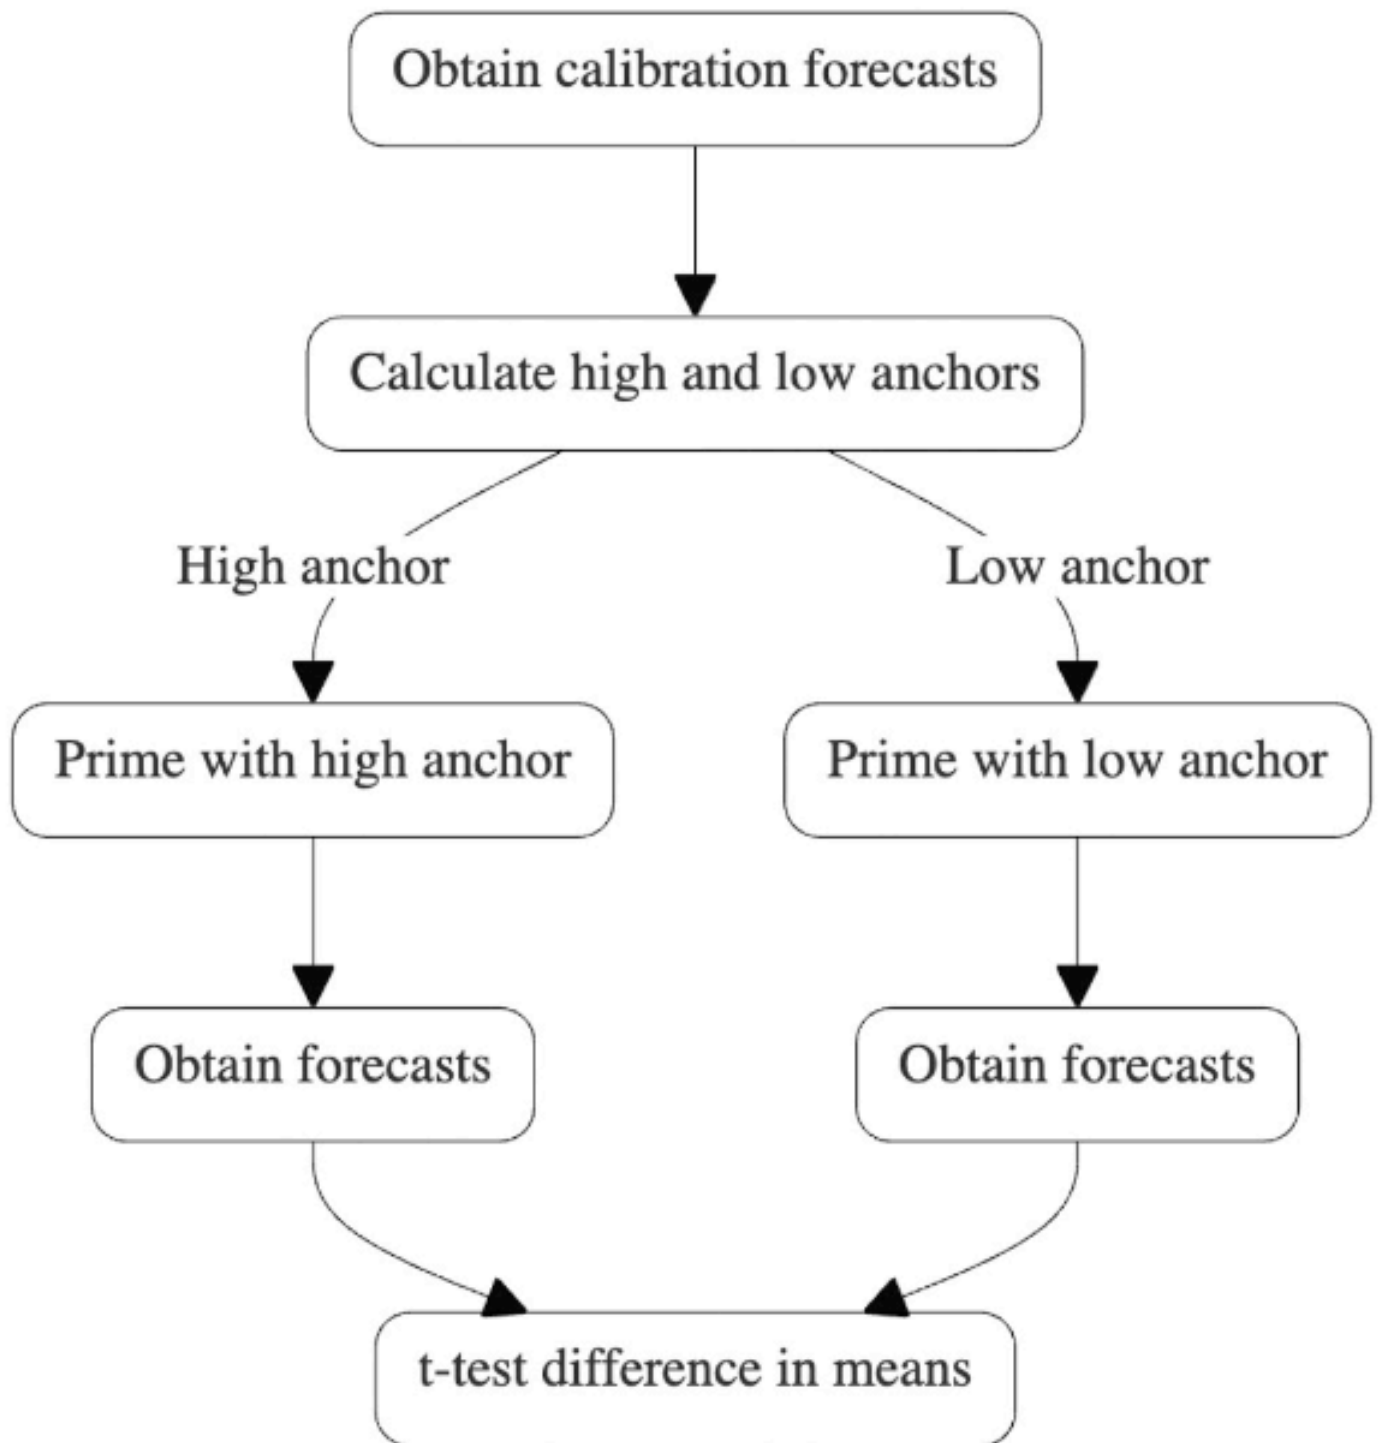 Obtain calibration forecasts
Calculate high and low anchors
High anchor
Low anchor
Prime with high anchor
Prime with low anchor
Obtain forecasts
Obtain forecasts
t-test difference in means